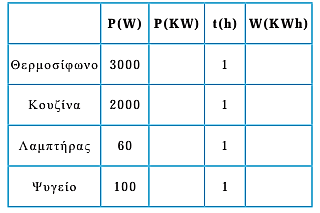 P(W) P(KW) t(h) W(KWh)
Θερμοσίφωνο 3000 1
Κουζίνα 2000 1
Λαμπτήρας 60 1
Ψυγείο 100 1